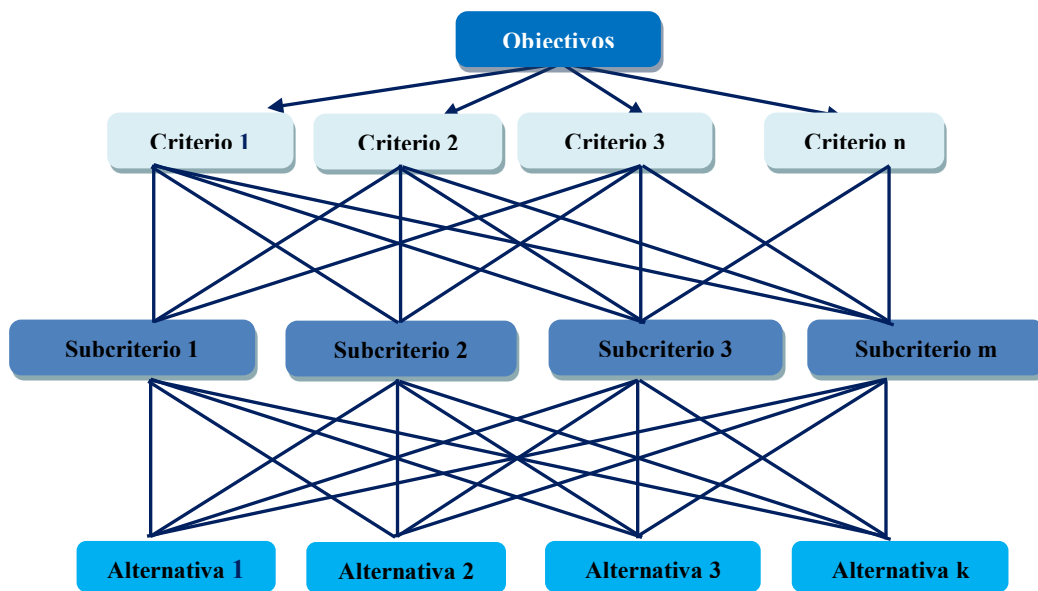 Objectivos
Criterio 1
Criterio 2
Criterio 3
Criterio n
Subcriterio 1
Subcriterio 2
Subcriterio 3
Subcriterio m
Alternativa 1
Alternativa 2
Alternativa 3
Alternativa k